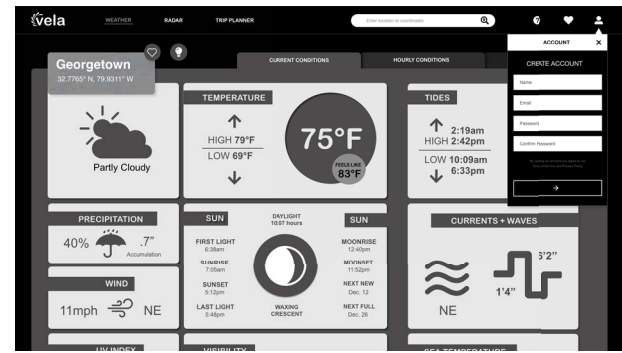 vela
WEATHER
RADAR
TRIP PLANNER
Enter location or coordinates
ACCOUNT
X
CREATE ACCOUNT
Name
Email
Password
Confirm Password
Georgetown
32.7765° N, 79.9311° W
CURRENT CONDITIONS
HOURLY CONDITIONS
Partly Cloudy
TEMPERATURE
HIGH 79°F
LOW 69°F
75°F
FEELS LIKE
83°F
TIDES
2:19am
HIGH 2:42pm
LOW 10:09am
6:33pm
PRECIPITATION
40%
.7"
Accumulation
WIND
11mph
NE
SUN
FIRST LIGHT
6:38am
SUNRISE
7:05am
SUNSET
5:12pm
LAST LIGHT
5:48pm
DAYLIGHT
10:07 hours
WAXING
CRESCENT
SUN
MOONRISE
12:40pm
MOONSET
11:52pm
NEXT NEW
Dec. 12
NEXT FULL
Dec. 26
CURRENTS + WAVES
NE
5'2"
1'4"
UV INDEX
VISIBILITY
SEA TEMPERATURE